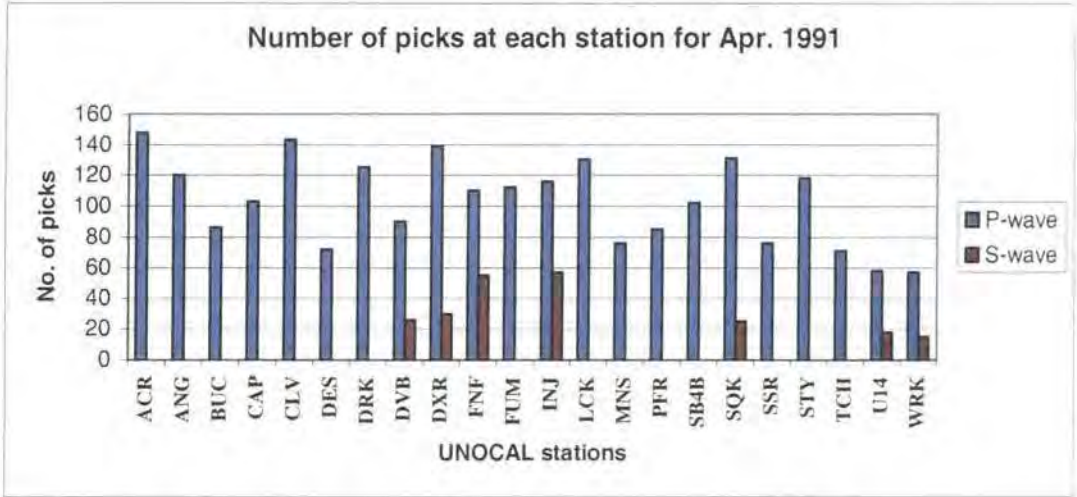 Number of picks at each station for Apr. 1991
No. of picks
160
140
120
100
80
60
40
20
0
ACR
ANG
BUC
CAP
CLV
DES
DRK
DVB
DXR
FNF
FUM
INJ
LCK
MNS
PFR
SB4B
SQK
SSR
STY
TCH
U14
WRK
UNOCAL stations
P-wave
S-wave